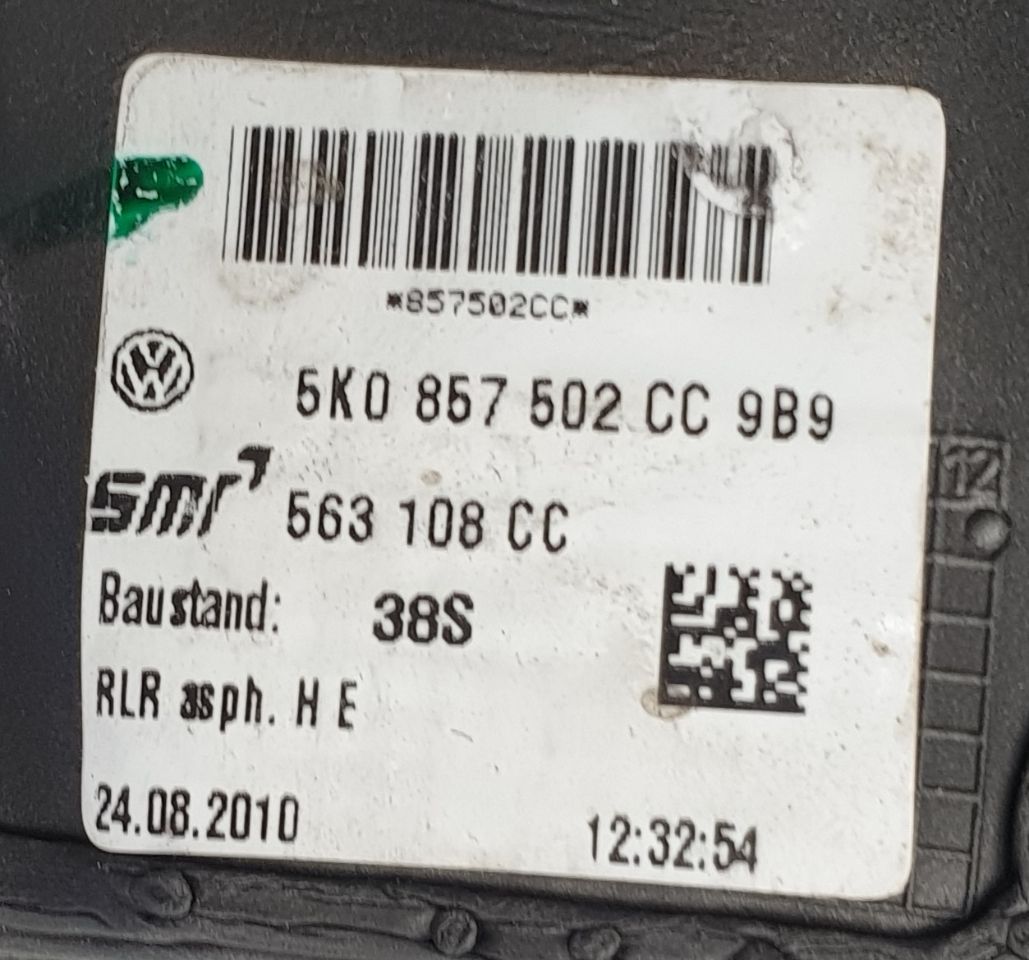 *857502CC*
5K0 857 502 CC 9B9
smr 563 108 CC
Baustand: 38S
RLR asph. H E
24.08.2010 12:32:54
12